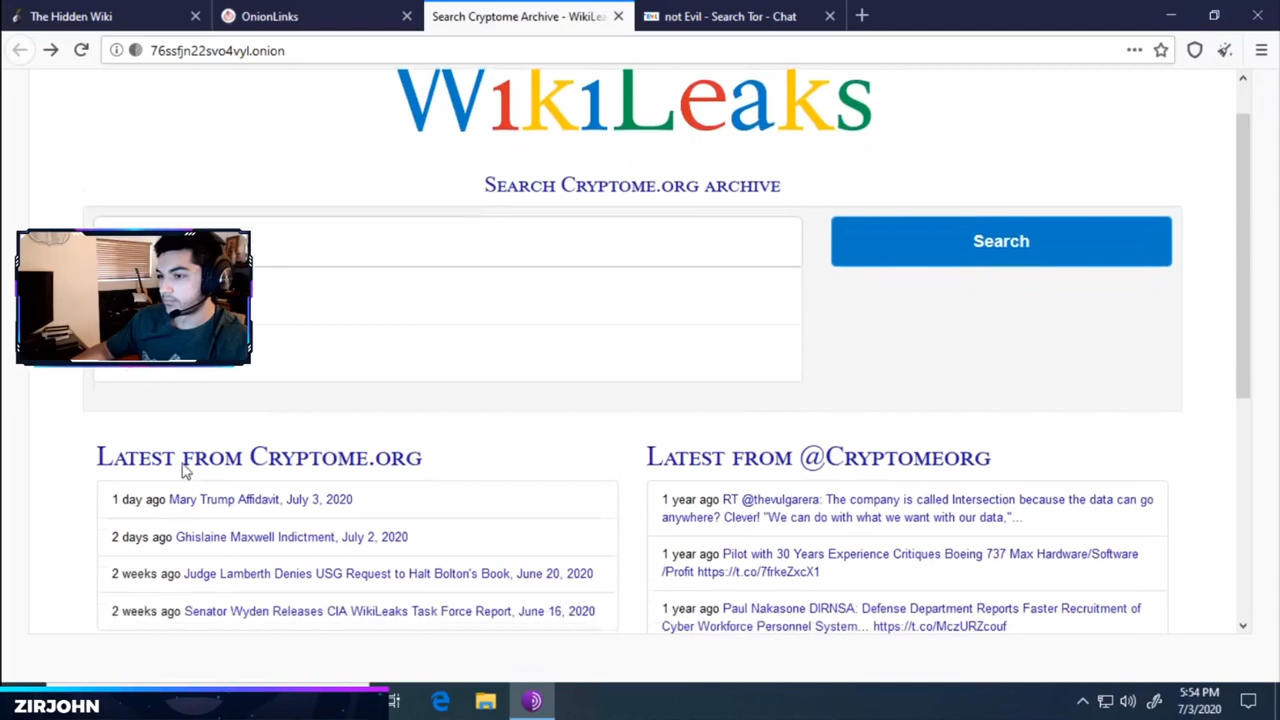 The Hidden Wiki
OnionLinks
Search Cryptome Archive - WikiLea
not Evil - Search Tor - Chat
76ssfjn22svo4vyl.onion
WikiLeaks
Search Cryptome.org archive
Search
Latest from Cryptome.org
1 day ago Mary Trump Affidavit, July 3, 2020
2 days ago Ghislaine Maxwell Indictment, July 2, 2020
2 weeks ago Judge Lamberth Denies USG Request to Halt Bolton's Book, June 20, 2020
2 weeks ago Senator Wyden Releases CIA WikiLeaks Task Force Report, June 16, 2020
Latest from @Cryptomeorg
1 year ago RT @thevulgarera: The company is called Intersection because the data can go
anywhere? Clever! "We can do with what we want with our data,"...
1 year ago Pilot with 30 Years Experience Critiques Boeing 737 Max Hardware/Software
/Profit https://t.co/7frkeZxcX1
1 year ago Paul Nakasone DIRNSA: Defense Department Reports Faster Recruitment of
Cyber Workforce Personnel System... https://t.co/MczURZcouf
ZIRJOHN
5:54 PM
7/3/2020